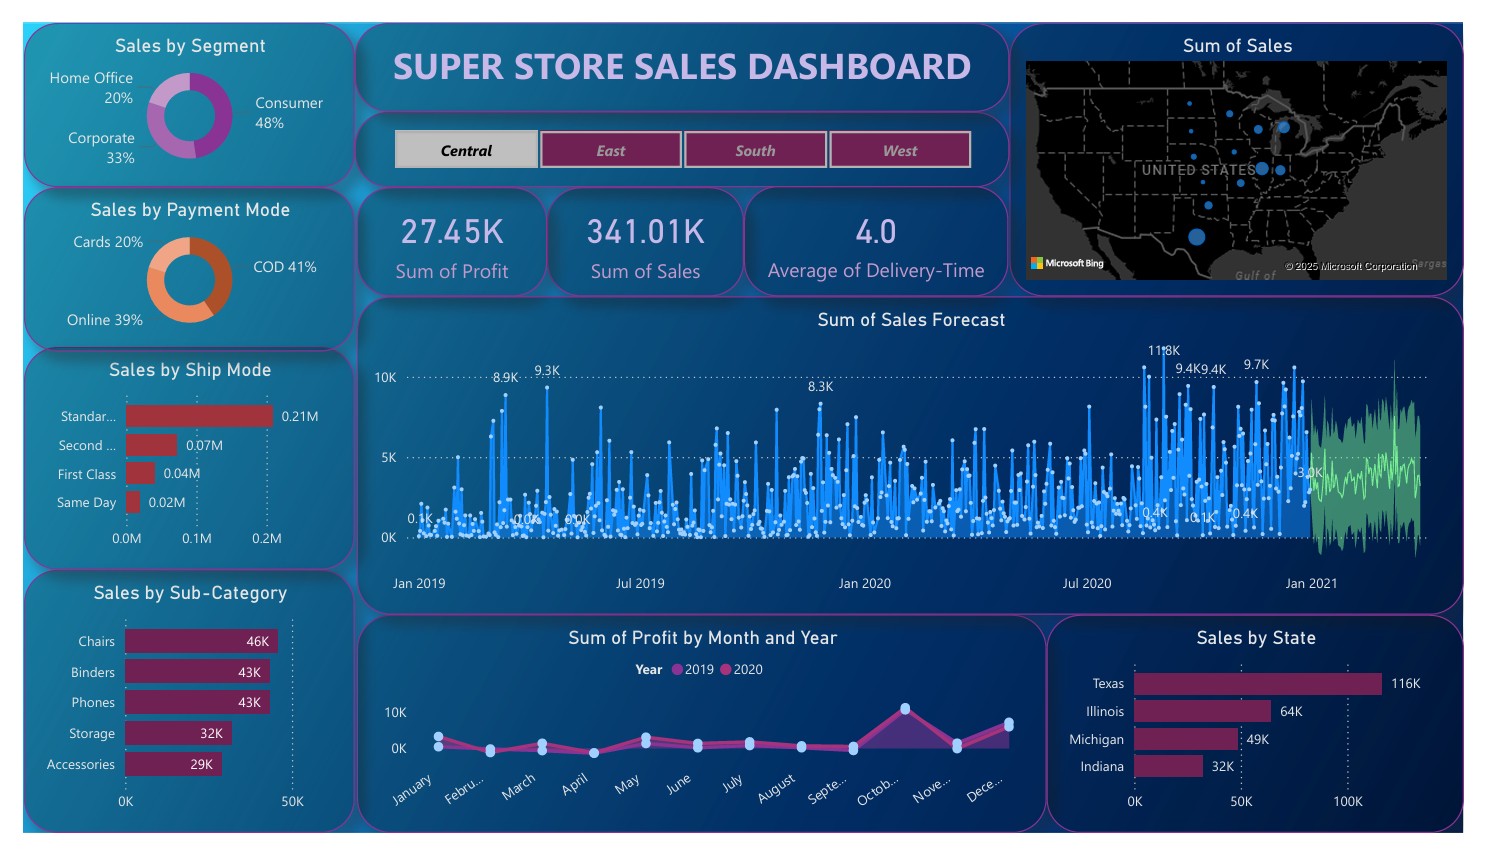 Sales by Segment
Home Office
20%
Consumer
48%
Corporate
33%
SUPER STORE SALES DASHBOARD
Central
East
South
West
Sum of Sales
UNITED STATES
Microsoft Bing
Gulf of
© 2025 Microsoft Corporation
Sargas
Sales by Payment Mode
Cards 20%
COD 41%
Online 39%
27.45K
Sum of Profit
341.01K
Sum of Sales
4.0
Average of Delivery-Time
Sales by Ship Mode
Standar...
0.21M
Second ...
0.07M
First Class
0.04M
Same Day
0.02M
0.0M
0.1M
0.2M
Sum of Sales Forecast
10K
5K
0K
8.9K
9.3K
8.3K
11.8K
9.4K
9.4K
9.7K
3.0K
0.1K
0.0K
0.0K
0.4K
0.1K
0.4K
Jan 2019
Jul 2019
Jan 2020
Jul 2020
Jan 2021
Sales by Sub-Category
Chairs
46K
Binders
43K
Phones
43K
Storage
32K
Accessories
29K
0K
50K
Sum of Profit by Month and Year
Year
2019
2020
10K
0K
January
Febru...
March
April
May
June
July
August
Septe...
Octob...
Nove...
Dece...
Sales by State
Texas
116K
Illinois
64K
Michigan
49K
Indiana
32K
0K
50K
100K